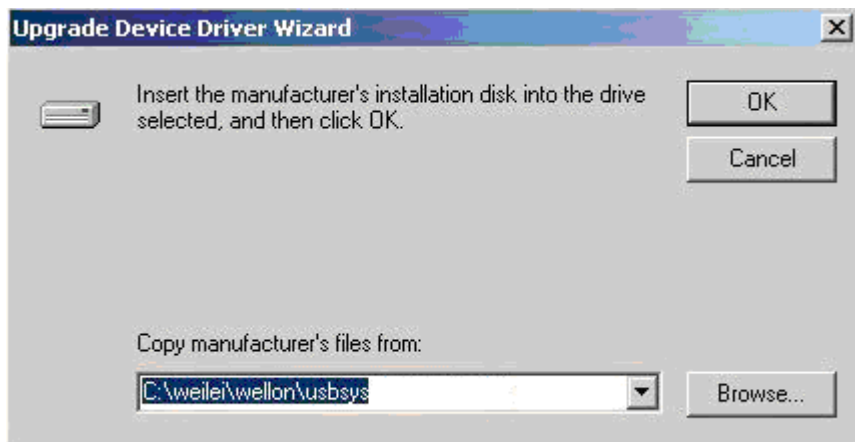 Upgrade Device Driver Wizard
Insert the manufacturer's installation disk into the drive
selected, and then click OK.
OK
Cancel
Copy manufacturer's files from:
C:\weilei\wellon\usbsys
Browse...